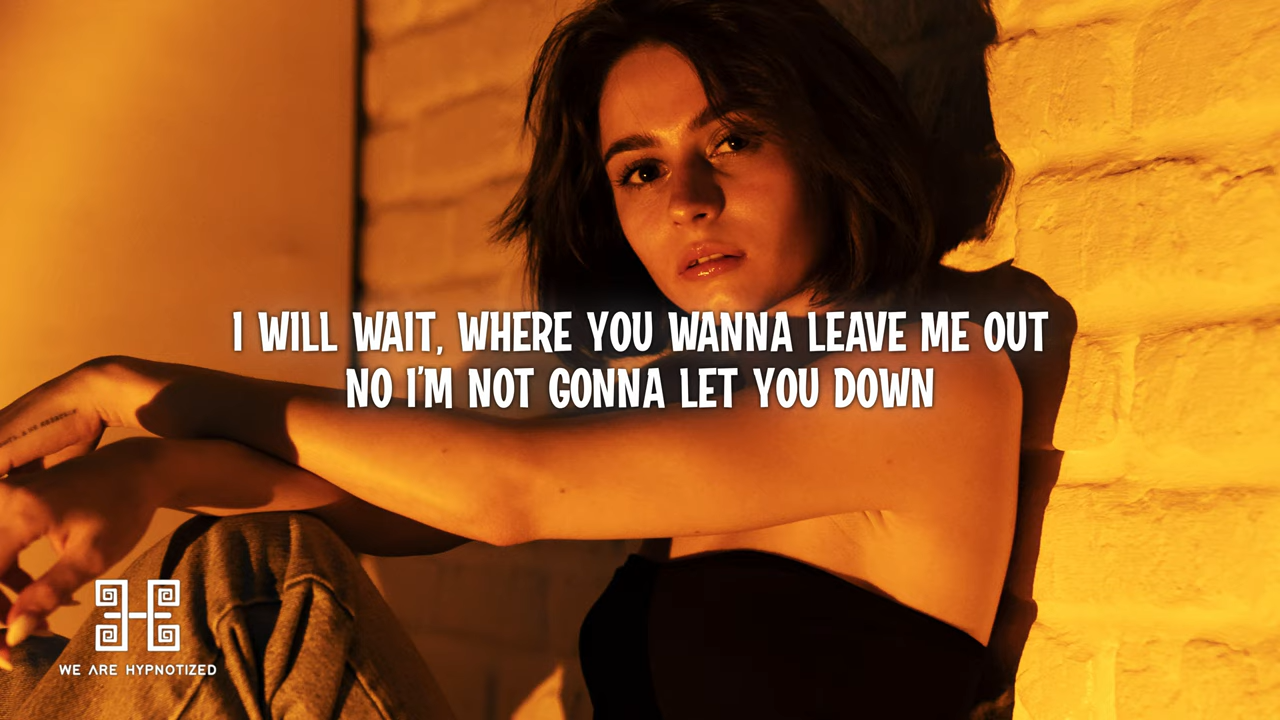 I WILL WAIT, WHERE YOU WANNA LEAVE ME OUT
NO I'M NOT GONNA LET YOU DOWN
WE ARE HYPNOTIZED